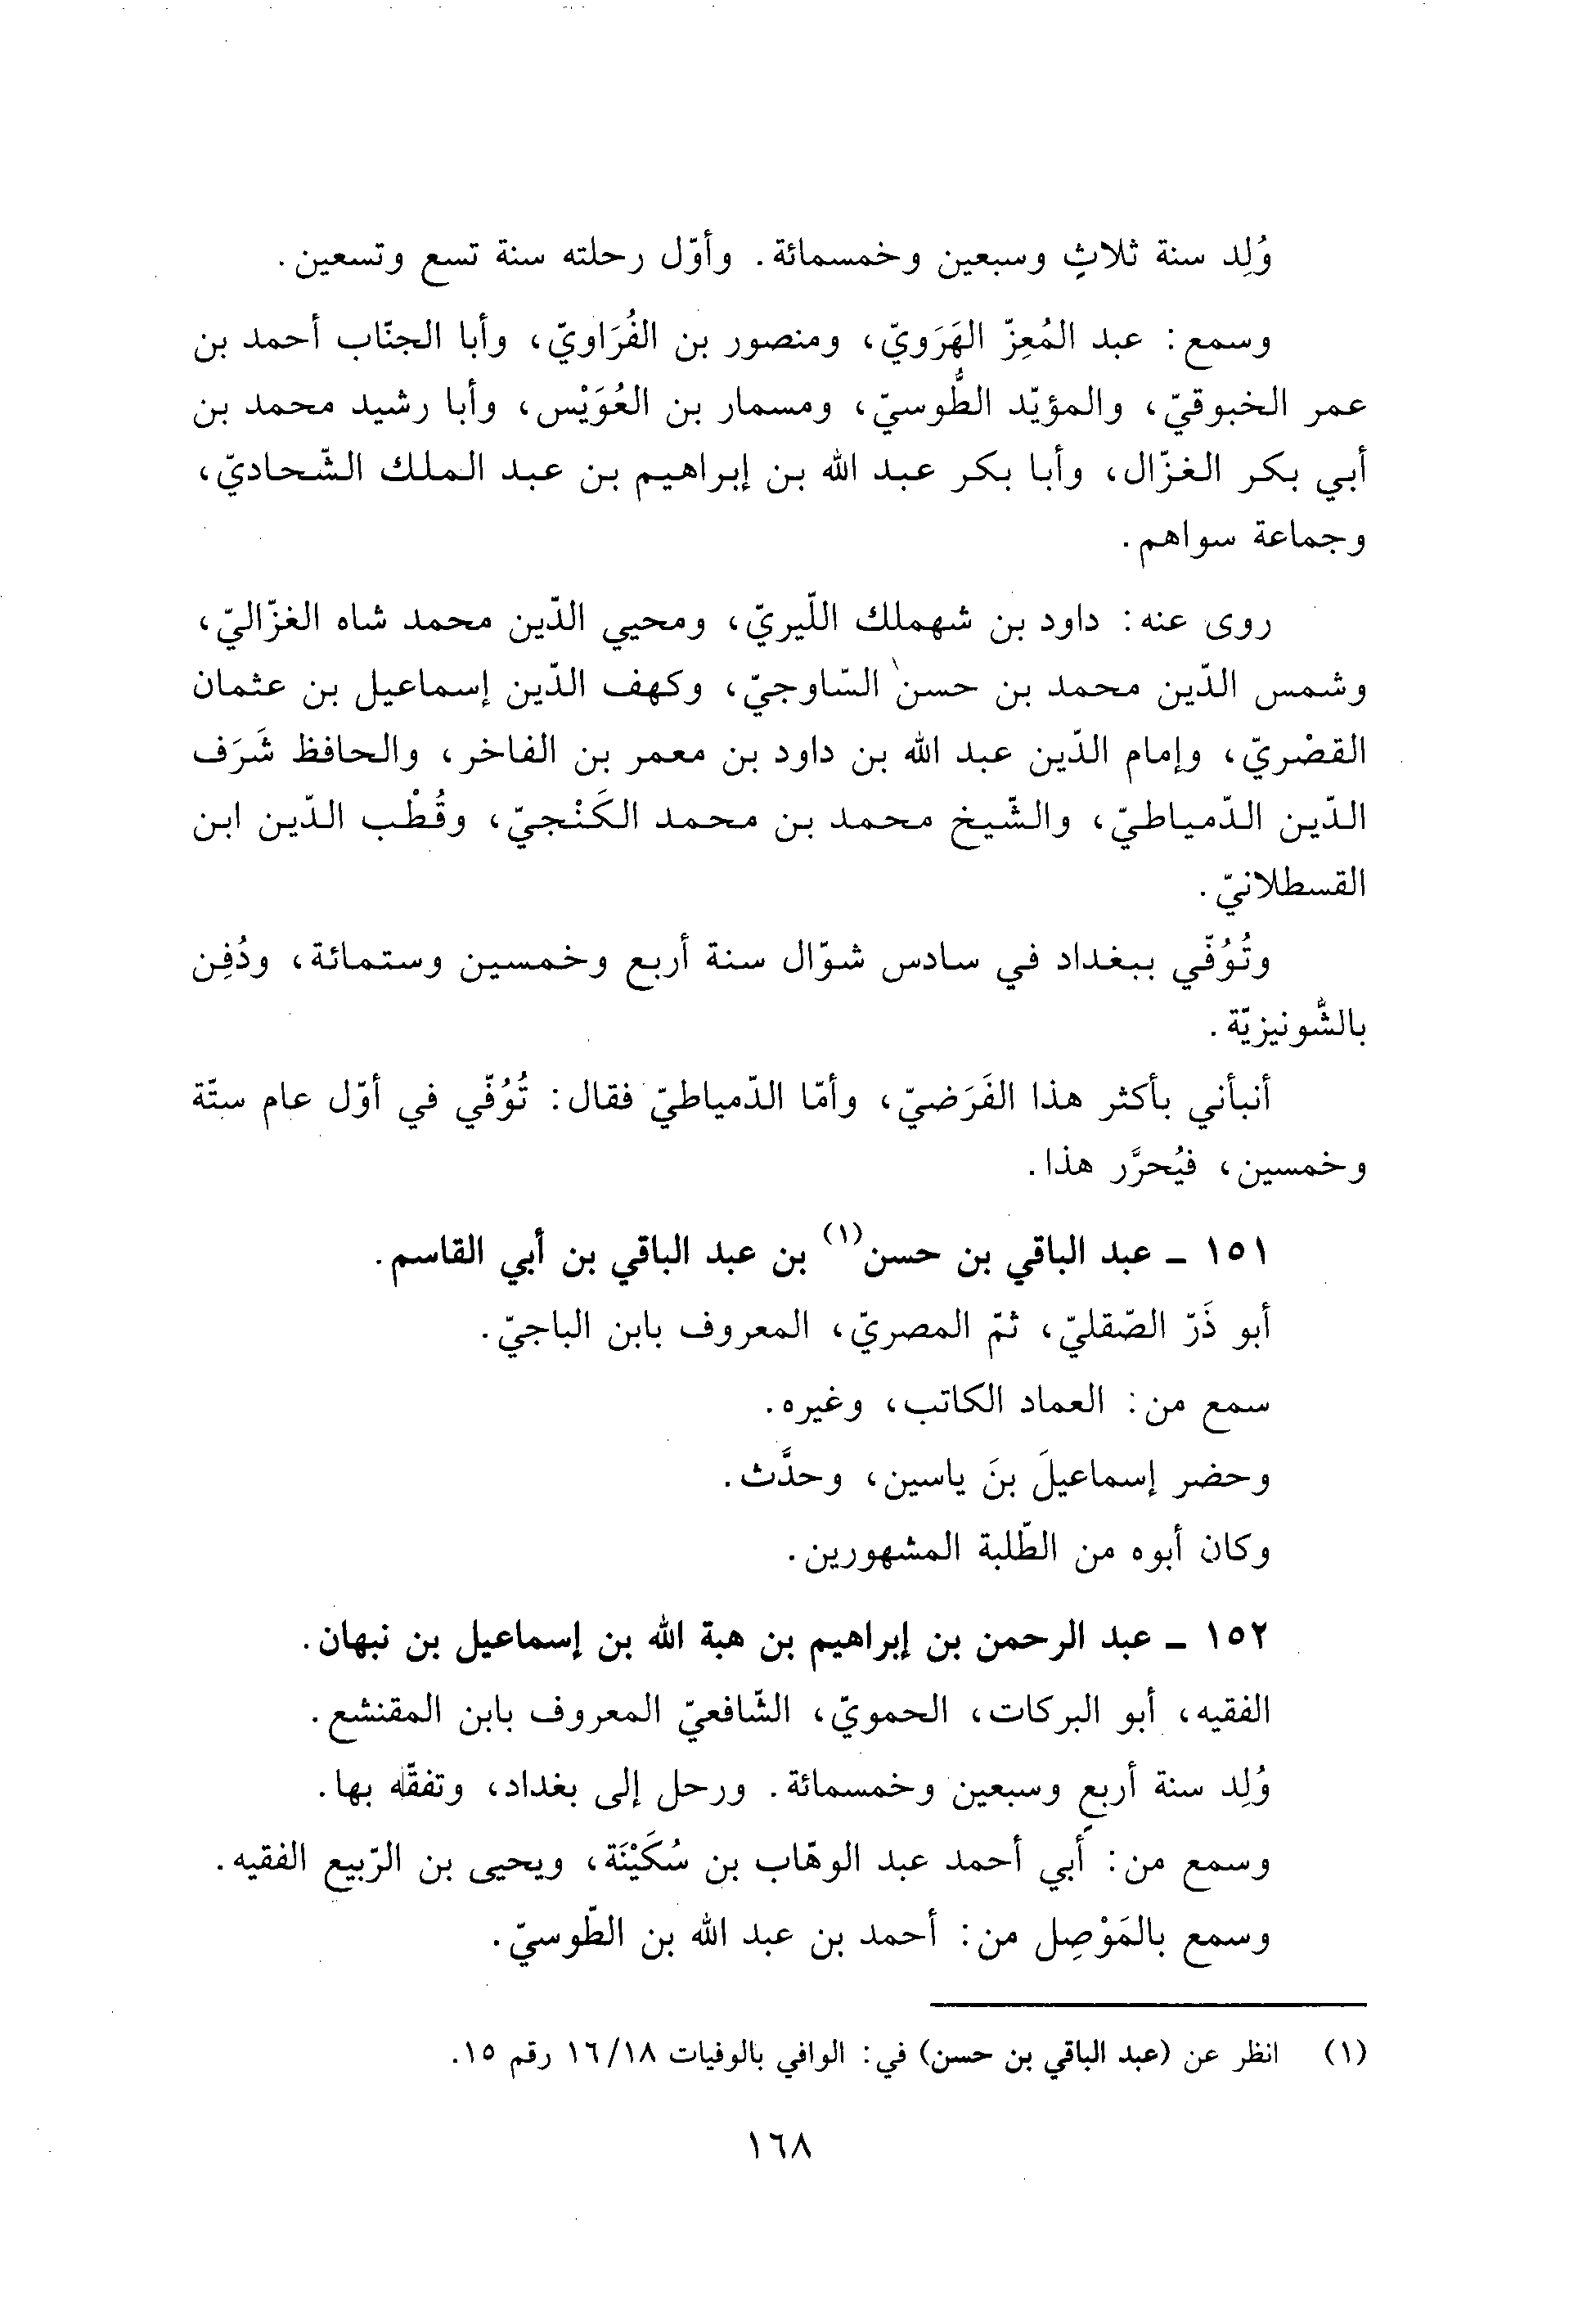 وُلِد سنة ثلاثٍ وسبعين وخمسمائة. وأوّل رحلته سنة تسع وتسعين.
وسمع: عبد المُعِزّ الهَرَويّ، ومنصور بن الفُرَاويّ، وأبا الجنّاب أحمد بن
عمر الخبوقيّ، والمؤيّد الطُّوسيّ، ومسمار بن العُوَيْس، وأبا رشيد محمد بن
أبي بكر الغزّال، وأبا بكر عبد الله بن إبراهيم بن عبد الملك الشّحاديّ،
وجماعة سواهم.
روى عنه: داود بن شهملك اللّيريّ، ومحيي الدّين محمد شاه الغزّاليّ،
وشمس الدّين محمد بن حسن السّاوجيّ، وكهف الدّين إسماعيل بن عثمان
القصْريّ، وإمام الدّين عبد الله بن داود بن معمر بن الفاخر، والحافظ شَرَف
الدّين الدّمياطيّ، والشّيخ محمد بن محمد الكَنْجيّ، وقُطْب الدّين ابن
القسطلانيّ.
وتُوُفّي ببغداد في سادس شوّال سنة أربع وخمسين وستمائة، ودُفِن
بالشُّونيزيّة.
أنبأني بأكثر هذا الفَرَضيّ، وأمّا الدّمياطيّ فقال: تُوُفّي في أوّل عام ستّة
وخمسين، فيُحرَّر هذا.
١٥١ ـ عبد الباقي بن حسن(١) بن عبد الباقي بن أبي القاسم.
أبو ذَرّ الصّقليّ، ثمّ المصريّ، المعروف بابن الباجيّ.
سمع من: العماد الكاتب، وغيره.
وحضر إسماعيلَ بنَ ياسين، وحدَّث.
وكان أبوه من الطّلبة المشهورين.
١٥٢ ـ عبد الرحمن بن إبراهيم بن هبة الله بن إسماعيل بن نبهان.
الفقيه، أبو البركات، الحمويّ، الشّافعيّ المعروف بابن المقنشع.
وُلِد سنة أربعٍ وسبعين وخمسمائة. ورحل إلى بغداد، وتفقّه بها.
وسمع من: أبي أحمد عبد الوهّاب بن سُكَيْنَة، ويحيى بن الرّبيع الفقيه.
وسمع بالمَوْصِل من: أحمد بن عبد الله بن الطّوسيّ.
(١) انظر عن (عبد الباقي بن حسن) في: الوافي بالوفيات ١٦/١٨ رقم ١٥.
١٦٨